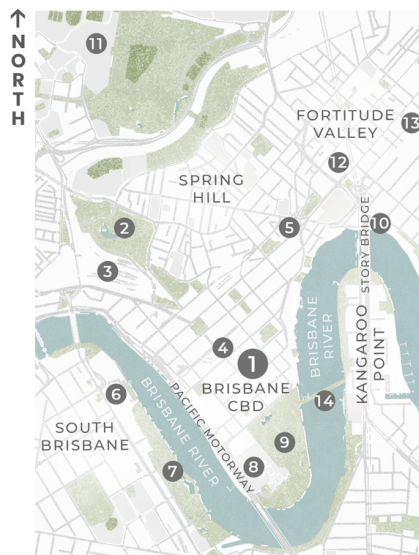 NORTH
11
FORTITUDE
VALLEY
13
12
SPRING
HILL
2
5
10
STORY BRIDGE
3
BRISBANE
RIVER
KANGAROO
POINT
4
1
BRISBANE
CBD
PACIFIC MOTORWAY
BRISBANE RIVER
6
14
SOUTH
BRISBANE
9
7
8